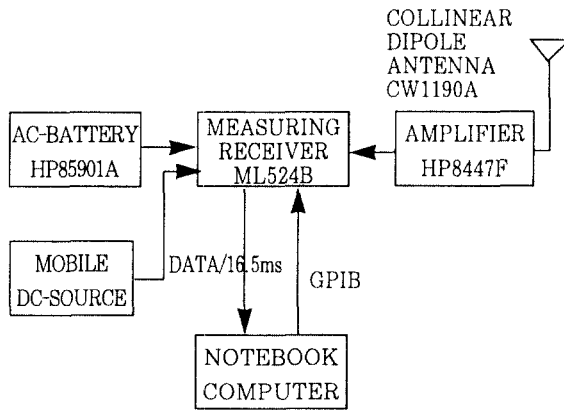 COLLINEAR
DIPOLE
ANTENNA
CW1190A
AC-BATTERY
HP85901A
MEASURING
RECEIVER
ML524B
AMPLIFIER
HP8447F
MOBILE
DC-SOURCE
DATA/16.5ms
GPIB
NOTEBOOK
COMPUTER